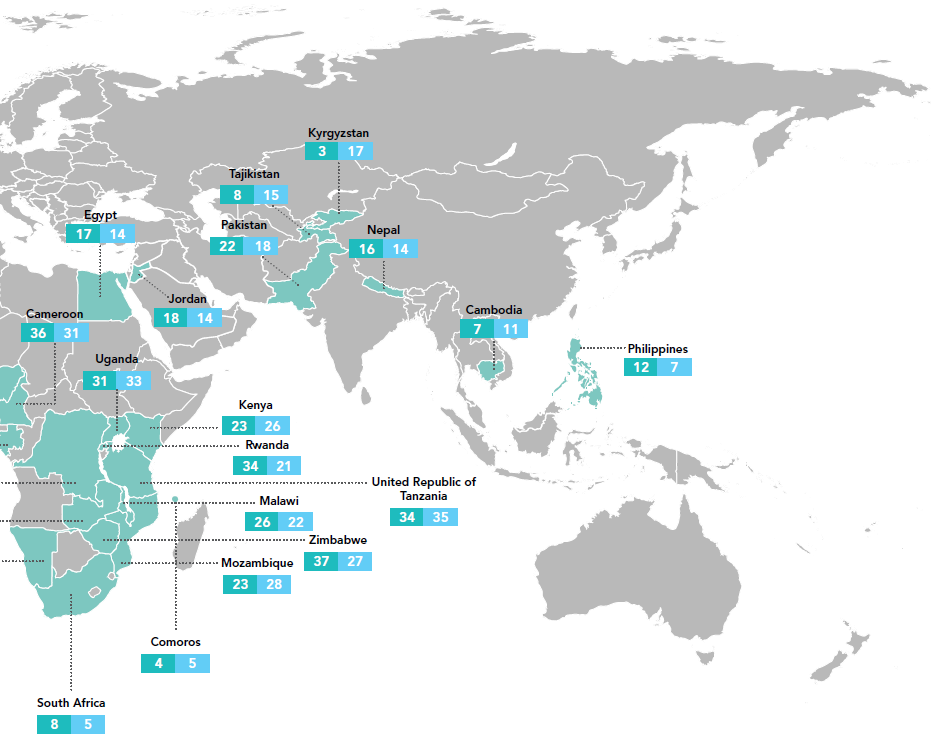 Kyrgyzstan
3 17
Tajikistan
8 15
Egypt
17 14
Pakistan
22 18
Nepal
16 14
Jordan
18 14
Cameroon
36 31
Cambodia
7 11
Uganda
31 33
Philippines
12 7
Kenya
23 26
Rwanda
34 21
United Republic of
Tanzania
34 35
Malawi
26 22
Zimbabwe
37 27
Mozambique
23 28
Comoros
4 5
South Africa
8 5